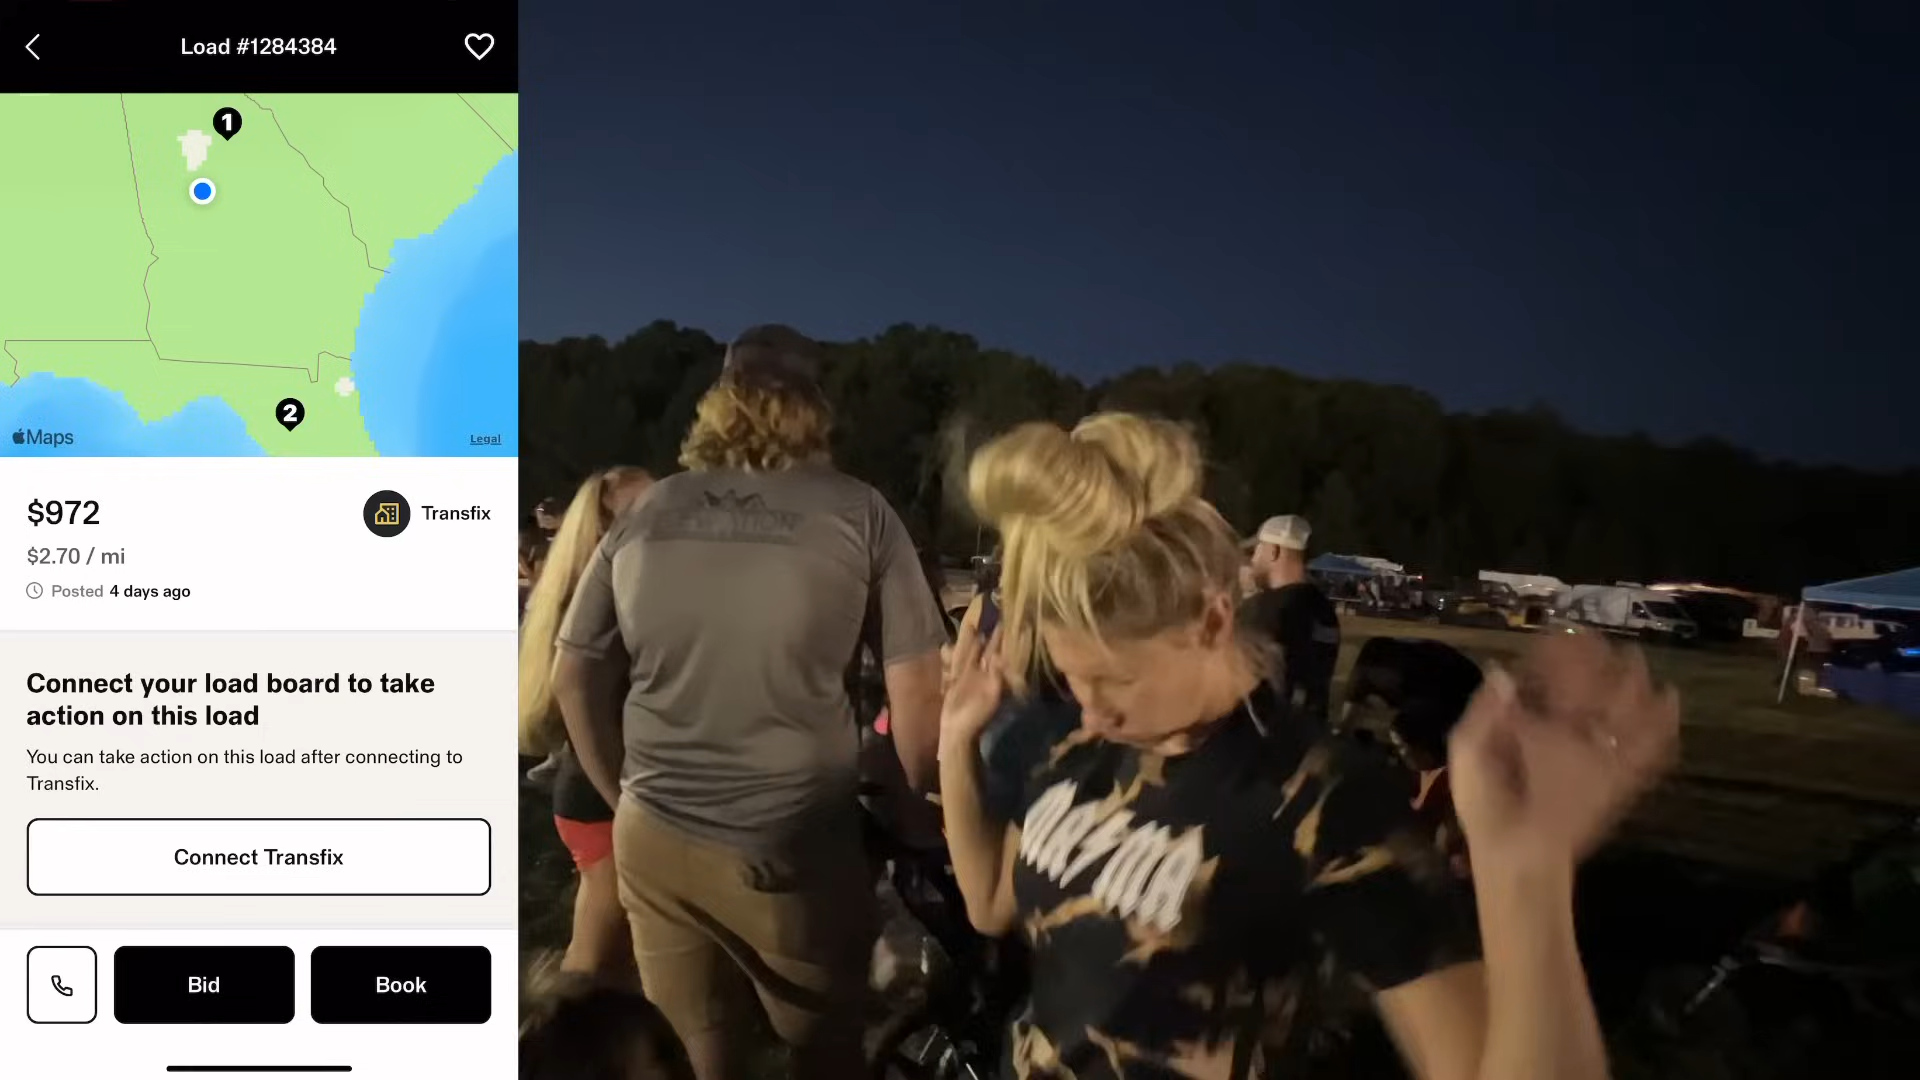 Load #1284384
1
2
Maps
Legal
$972
Transfix
$2.70 / mi
Posted 4 days ago
Connect your load board to take
action on this load
You can take action on this load after connecting to
Transfix.
Connect Transfix
Bid
Book